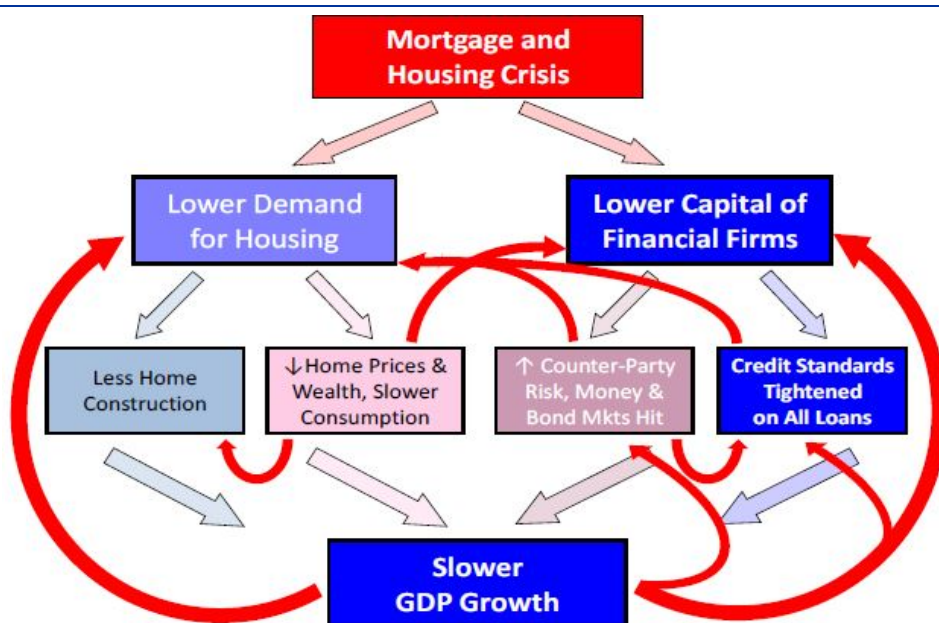 Mortgage and
Housing Crisis
Lower Demand
for Housing
Lower Capital of
Financial Firms
Less Home
Construction
↓Home Prices &
Wealth, Slower
Consumption
↑ Counter-Party
Risk, Money &
Bond Mkts Hit
Credit Standards
Tightened
on All Loans
Slower
GDP Growth